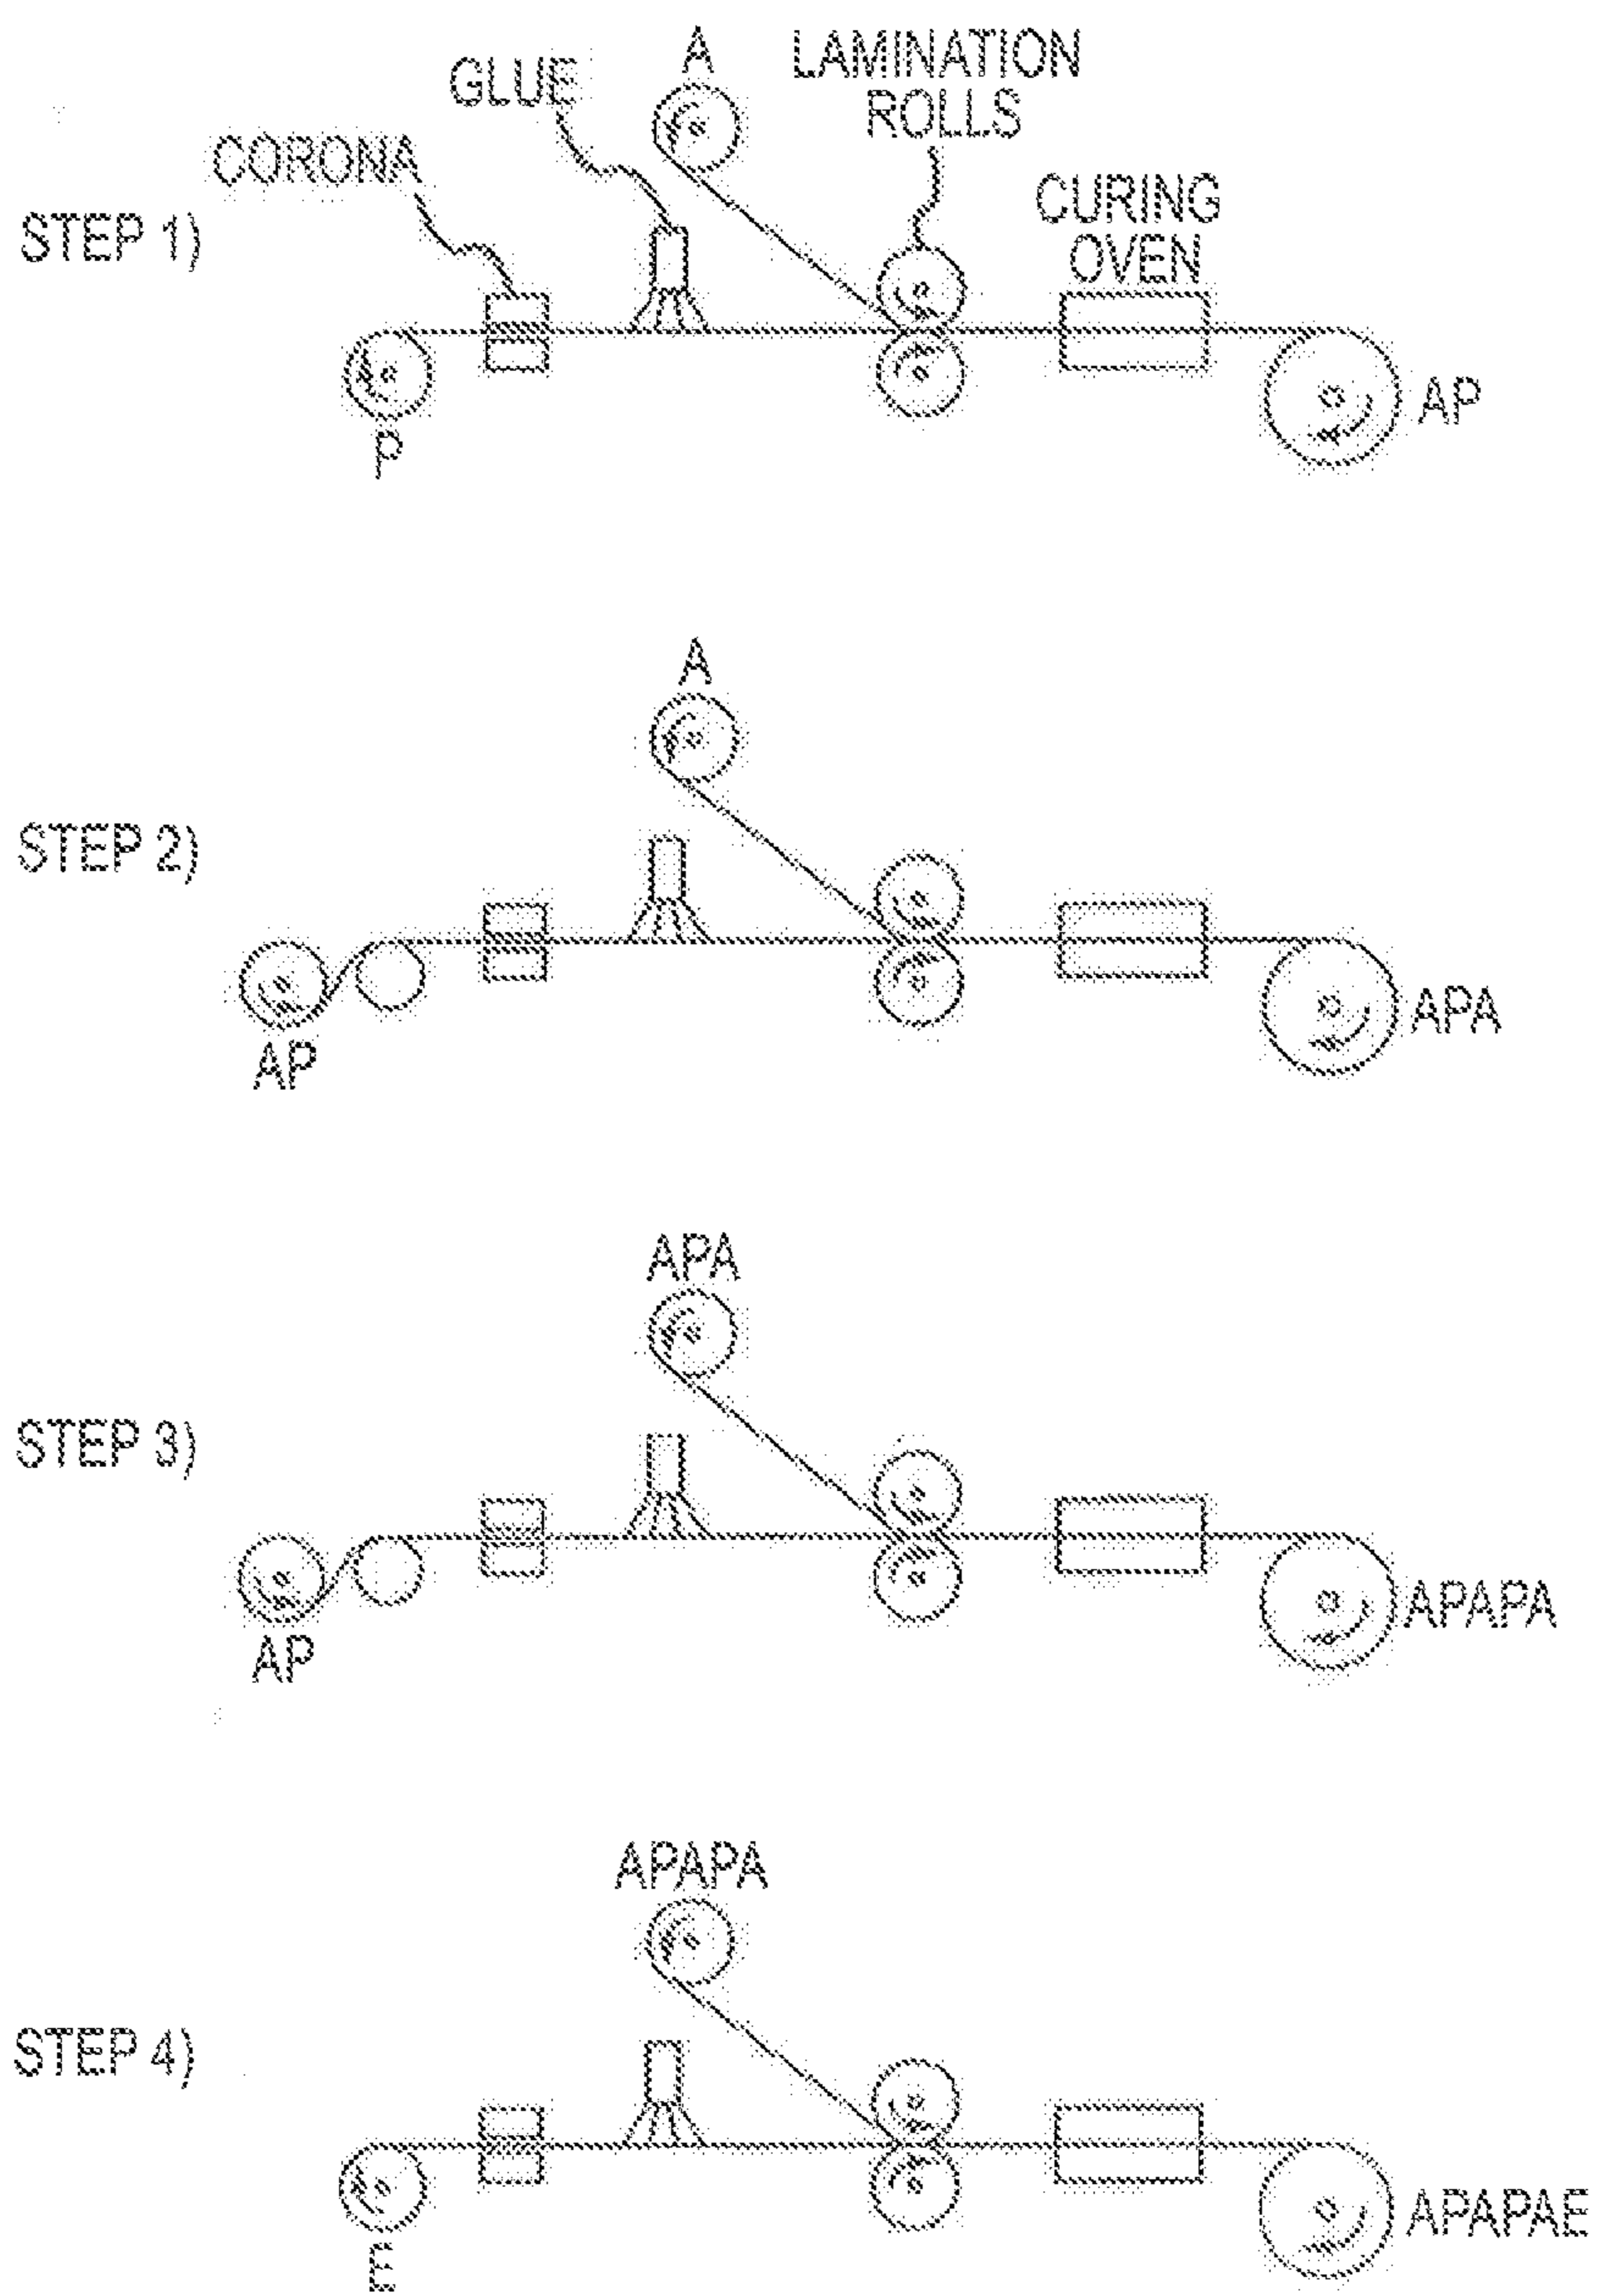 A
LAMINATION
ROLLS
GLUE
CORONA
CURING
OVEN
STEP 1)
AP
P
A
STEP 2)
APA
AP
APA
STEP 3)
APAPA
AP
APAPA
STEP 4)
APAPAE
E